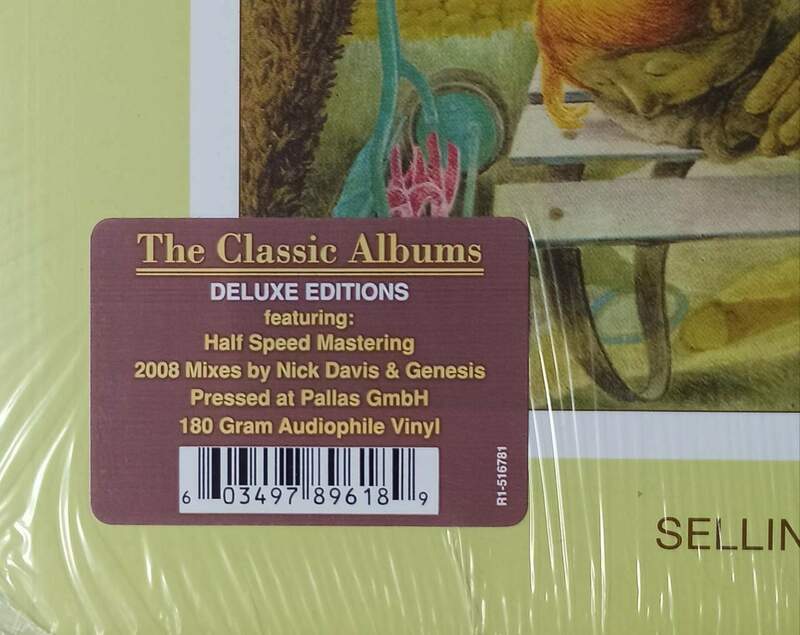 The Classic Albums
DELUXE EDITIONS
featuring:
Half Speed Mastering
2008 Mixes by Nick Davis & Genesis
Pressed at Pallas GmbH
180 Gram Audiophile Vinyl
6 03497 89618 9
R1-516781
SELLIN